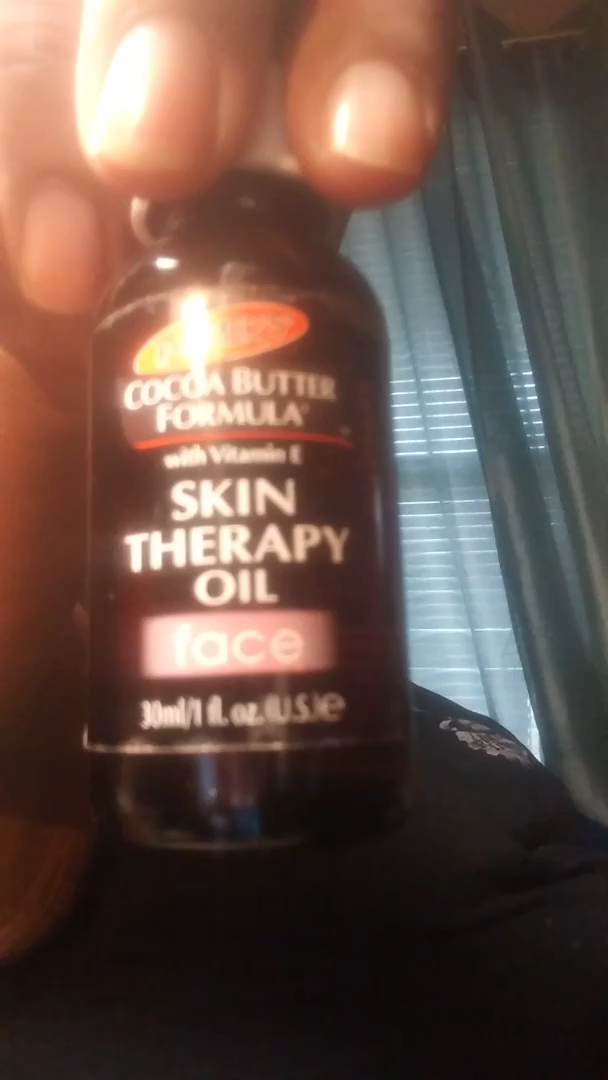 COCOA BUTTER
FORMULA®
with Vitamin E
SKIN
THERAPY
OIL
face
30ml/1 fl. oz. (U.S.)e